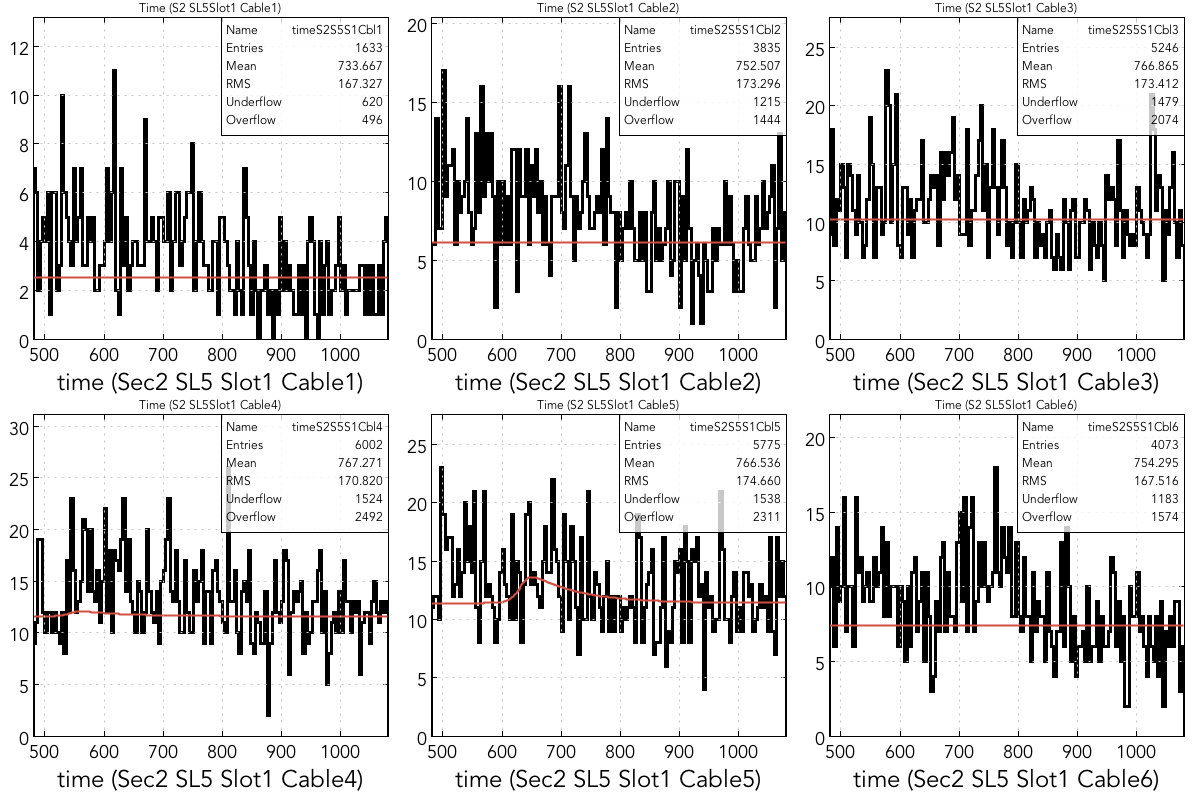 Time (S2 SL5Slot1 Cable1)
Name timeS2S5S1Cbl1
Entries 1633
Mean 733.667
RMS 167.327
Underflow 620
Overflow 496
12
10
8
6
4
2
0
500 600 700 800 900 1000
time (Sec2 SL5 Slot1 Cable1)
Time (S2 SL5Slot1 Cable2)
Name timeS2S5S1Cbl2
Entries 3835
Mean 752.507
RMS 173.296
Underflow 1215
Overflow 1444
20
15
10
5
0
500 600 700 800 900 1000
time (Sec2 SL5 Slot1 Cable2)
Time (S2 SL5Slot1 Cable3)
Name timeS2S5S1Cbl3
Entries 5246
Mean 766.865
RMS 173.412
Underflow 1479
Overflow 2074
25
20
15
10
5
0
500 600 700 800 900 1000
time (Sec2 SL5 Slot1 Cable3)
Time (S2 SL5Slot1 Cable4)
Name timeS2S5S1Cbl4
Entries 6002
Mean 767.271
RMS 170.820
Underflow 1524
Overflow 2492
30
25
20
15
10
5
0
500 600 700 800 900 1000
time (Sec2 SL5 Slot1 Cable4)
Time (S2 SL5Slot1 Cable5)
Name timeS2S5S1Cbl5
Entries 5775
Mean 766.536
RMS 174.660
Underflow 1538
Overflow 2311
25
20
15
10
5
0
500 600 700 800 900 1000
time (Sec2 SL5 Slot1 Cable5)
Time (S2 SL5Slot1 Cable6)
Name timeS2S5S1Cbl6
Entries 4073
Mean 754.295
RMS 167.516
Underflow 1183
Overflow 1574
20
15
10
5
0
500 600 700 800 900 1000
time (Sec2 SL5 Slot1 Cable6)